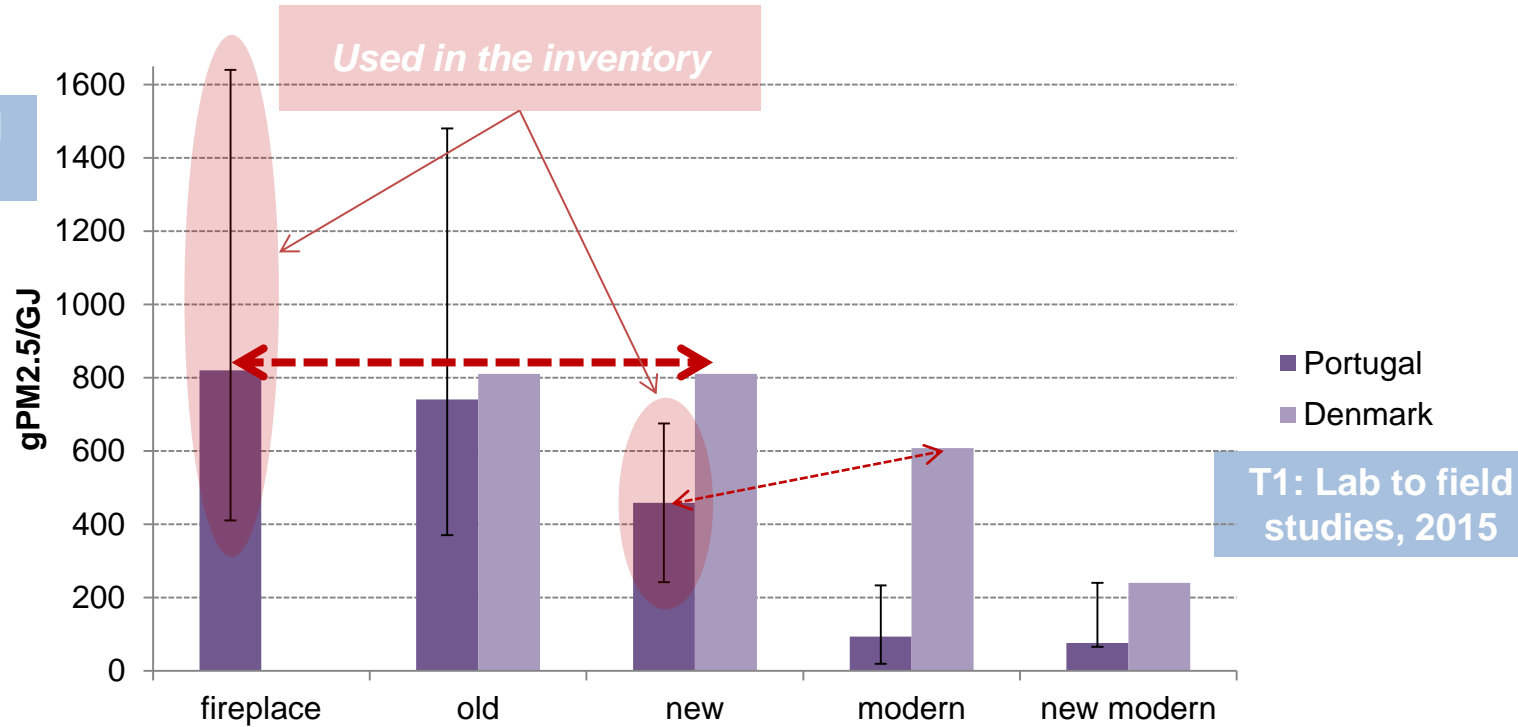 Used in the inventory
1600
1400
1200
1000
800
600
400
200
0
gPM2.5/GJ
fireplace
old
new
modern
new modern
Portugal
Denmark
T1: Lab to field
studies, 2015